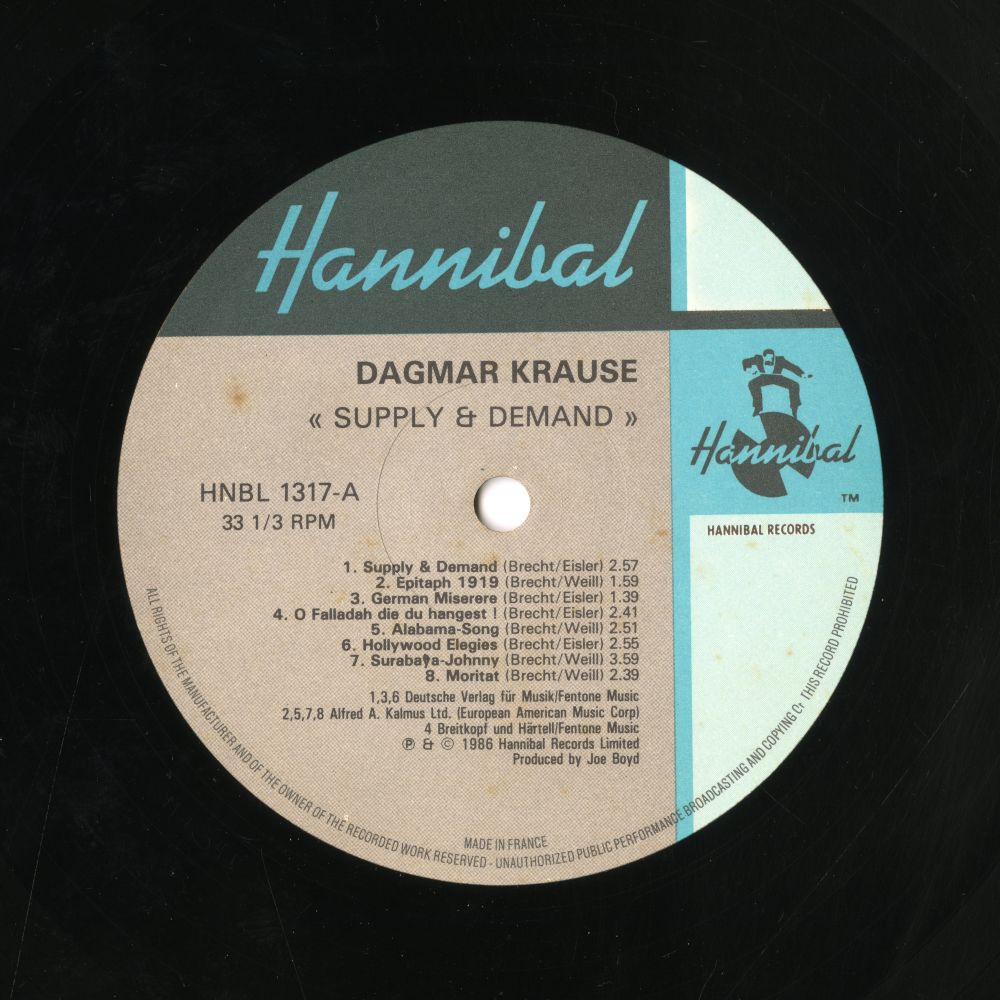 Hannibal
DAGMAR KRAUSE
« SUPPLY & DEMAND »
Hannibal
TM
HANNIBAL RECORDS
HNBL 1317-A
33 1/3 RPM
1. Supply & Demand (Brecht/Eisler) 2.57
2. Epitaph 1919 (Brecht/Weill) 1.59
3. German Miserere (Brecht/Eisler) 1.39
4. O Falladah die du hangest ! (Brecht/Eisler) 2.41
5. Alabama-Song (Brecht/Weill) 2.51
6. Hollywood Elegies (Brecht/Eisler) 2.55
7. Surabaya-Johnny (Brecht/Weill) 3.59
8. Moritat (Brecht/Weill) 2.39
1,3,6 Deutsche Verlag für Musik/Fentone Music
2,5,7,8 Alfred A. Kalmus Ltd. (European American Music Corp)
4 Breitkopf und Härtell/Fentone Music
℗ & © 1986 Hannibal Records Limited
Produced by Joe Boyd
MADE IN FRANCE
ALL RIGHTS OF THE MANUFACTURER AND OF THE OWNER OF THE RECORDED WORK RESERVED - UNAUTHORIZED PUBLIC PERFORMANCE BROADCASTING AND COPYING OF THIS RECORD PROHIBITED